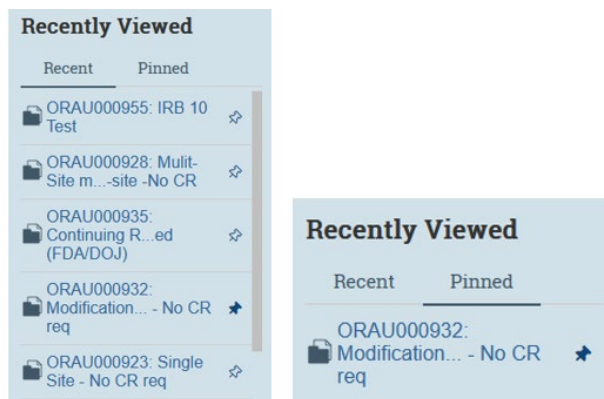 Recently Viewed
Recent Pinned
ORAU000955: IRB 10
Test
ORAU000928: Mulit-
Site m...-site -No CR
ORAU000935:
Continuing R...ed
(FDA/DOJ)
ORAU000932:
Modification... - No CR
req
ORAU000923: Single
Site - No CR req
Recently Viewed
Recent Pinned
ORAU000932:
Modification... - No CR
req